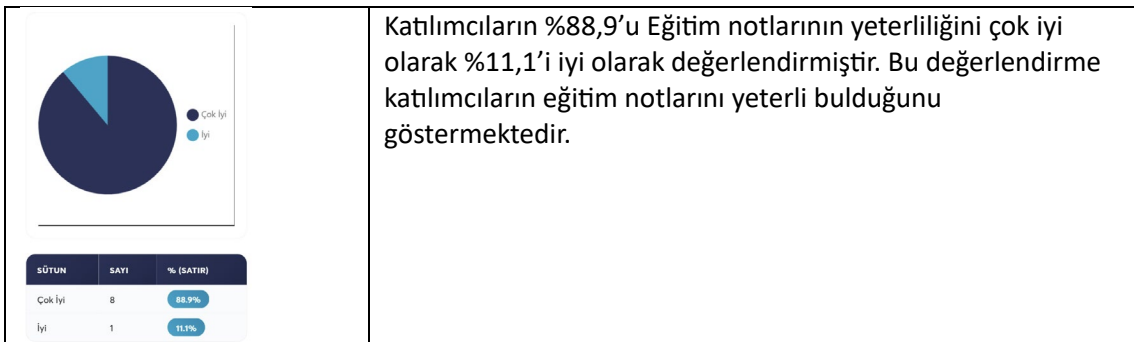 Çok İyi
İyi
SÜTUN SAYI % (SATIR)
Çok İyi 8 88.9%
İyi 1 11.1%
Katılımcıların %88,9’u Eğitim notlarının yeterliliğini çok iyi
olarak %11,1’i iyi olarak değerlendirmiştir. Bu değerlendirme
katılımcıların eğitim notlarını yeterli bulduğunu
göstermektedir.